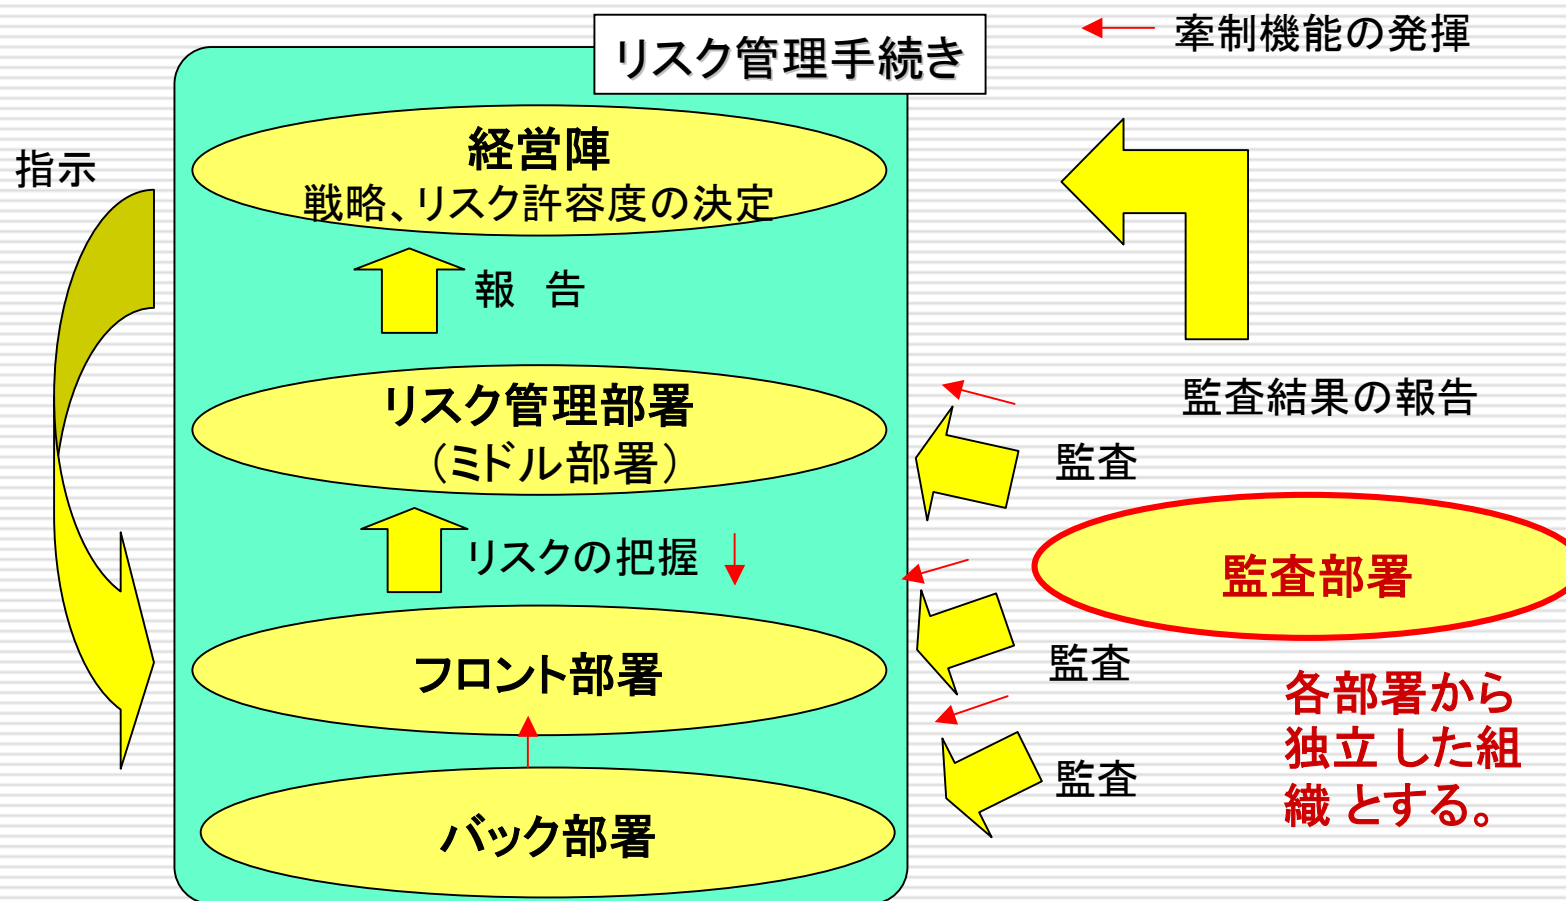 牽制機能の発揮
リスク管理手続き
経営陣
戦略、リスク許容度の決定
指示
報　告
リスク管理部署
（ミドル部署）
監査結果の報告
監査
リスクの把握
監査部署
フロント部署
監査
各部署から
独立 した組
織 とする。
バック部署
監査